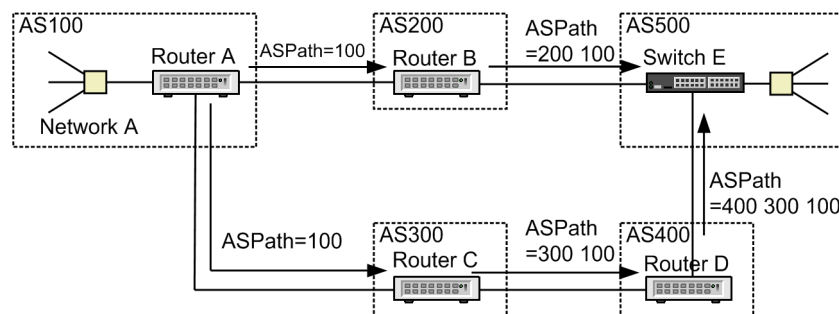 AS100
Router A
Network A
ASPath=100
AS200
Router B
ASPath
=200 100
AS500
Switch E
ASPath
=400 300 100
ASPath=100
AS300
Router C
ASPath
=300 100
AS400
Router D